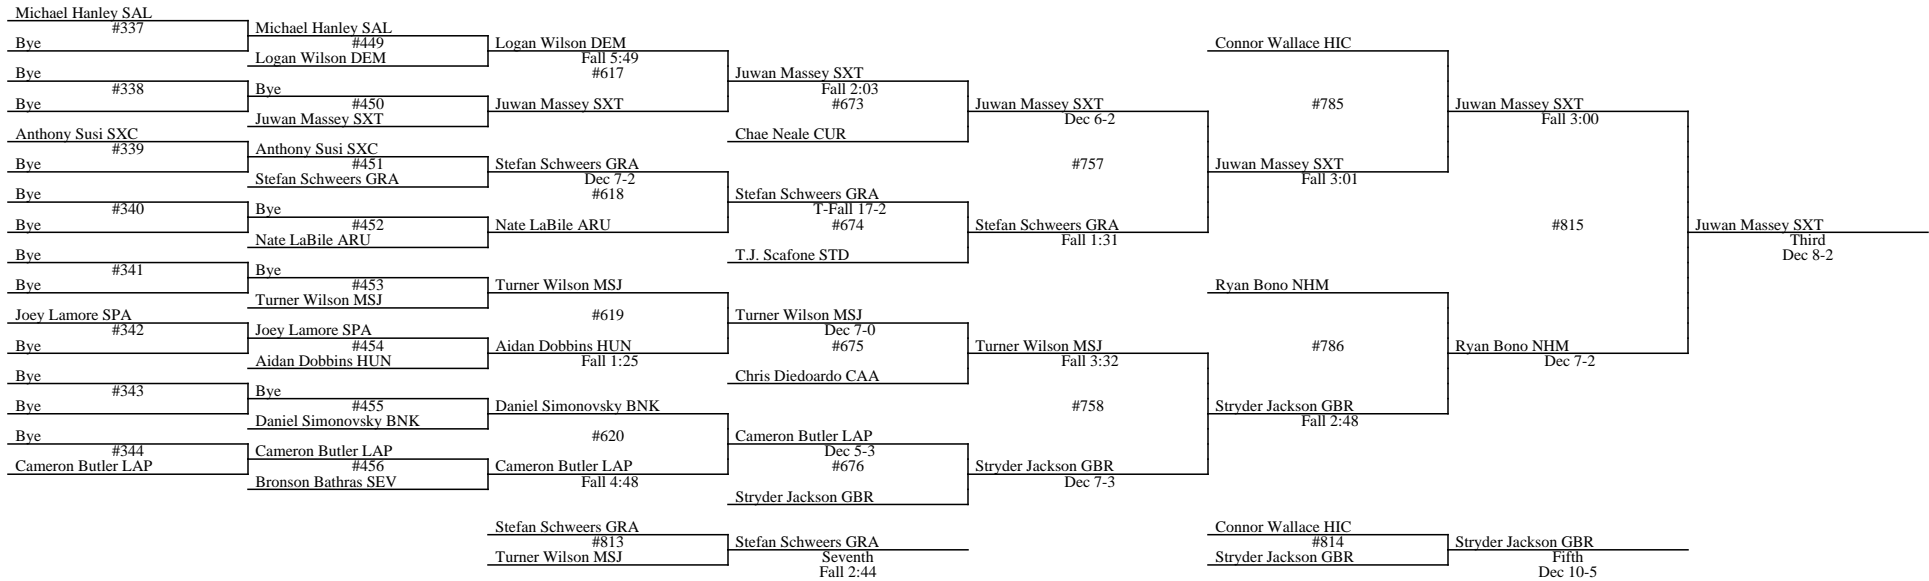 Michael Hanley SAL
#337
Bye
Bye
#338
Bye
Anthony Susi SXC
#339
Bye
Bye
#340
Bye
Bye
#341
Bye
Joey Lamore SPA
#342
Bye
Bye
#343
Bye
Bye
#344
Cameron Butler LAP
Michael Hanley SAL
#449
Logan Wilson DEM
Bye
#450
Juwan Massey SXT
Anthony Susi SXC
#451
Stefan Schweers GRA
Bye
#452
Nate LaBile ARU
Bye
#453
Turner Wilson MSJ
Joey Lamore SPA
#454
Aidan Dobbins HUN
Bye
#455
Daniel Simonovsky BNK
Cameron Butler LAP
#456
Bronson Bathras SEV
Logan Wilson DEM
Fall 5:49
#617
Juwan Massey SXT
Stefan Schweers GRA
Dec 7-2
#618
Nate LaBile ARU
Turner Wilson MSJ
#619
Aidan Dobbins HUN
Fall 1:25
Daniel Simonovsky BNK
#620
Cameron Butler LAP
Fall 4:48
Stefan Schweers GRA
#813
Turner Wilson MSJ
Juwan Massey SXT
Fall 2:03
#673
Chae Neale CUR
Stefan Schweers GRA
T-Fall 17-2
#674
T.J. Scafone STD
Turner Wilson MSJ
Dec 7-0
#675
Chris Diedoardo CAA
Cameron Butler LAP
Dec 5-3
#676
Stryder Jackson GBR
Stefan Schweers GRA
Seventh
Fall 2:44
Juwan Massey SXT
Dec 6-2
#757
Stefan Schweers GRA
Fall 1:31
Turner Wilson MSJ
Fall 3:32
#758
Stryder Jackson GBR
Dec 7-3
Connor Wallace HIC
#785
Juwan Massey SXT
Fall 3:01
Ryan Bono NHM
#786
Stryder Jackson GBR
Fall 2:48
Connor Wallace HIC
#814
Stryder Jackson GBR
Juwan Massey SXT
Fall 3:00
#815
Ryan Bono NHM
Dec 7-2
Stryder Jackson GBR
Fifth
Dec 10-5
Juwan Massey SXT
Third
Dec 8-2